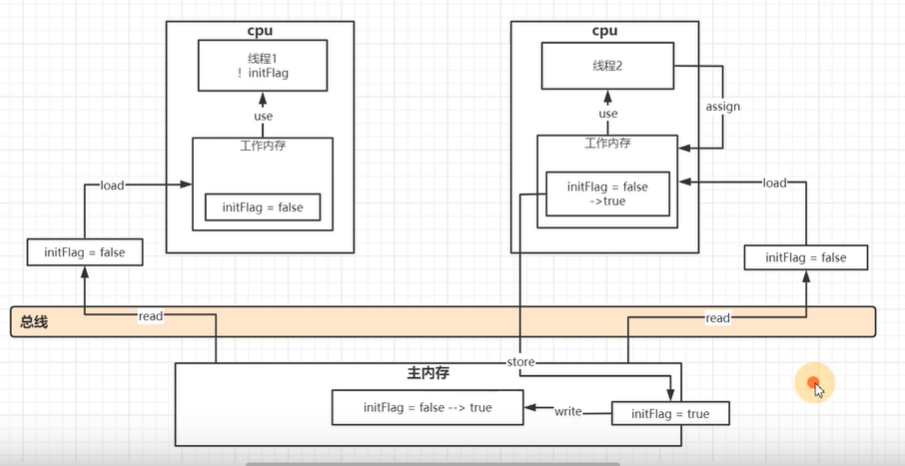 cpu
线程1
！initFlag
use
工作内存
initFlag = false
load
initFlag = false
read
cpu
线程2
assign
use
工作内存
initFlag = false
->true
load
initFlag = false
read
总线
store
主内存
initFlag = false --> true
write
initFlag = true